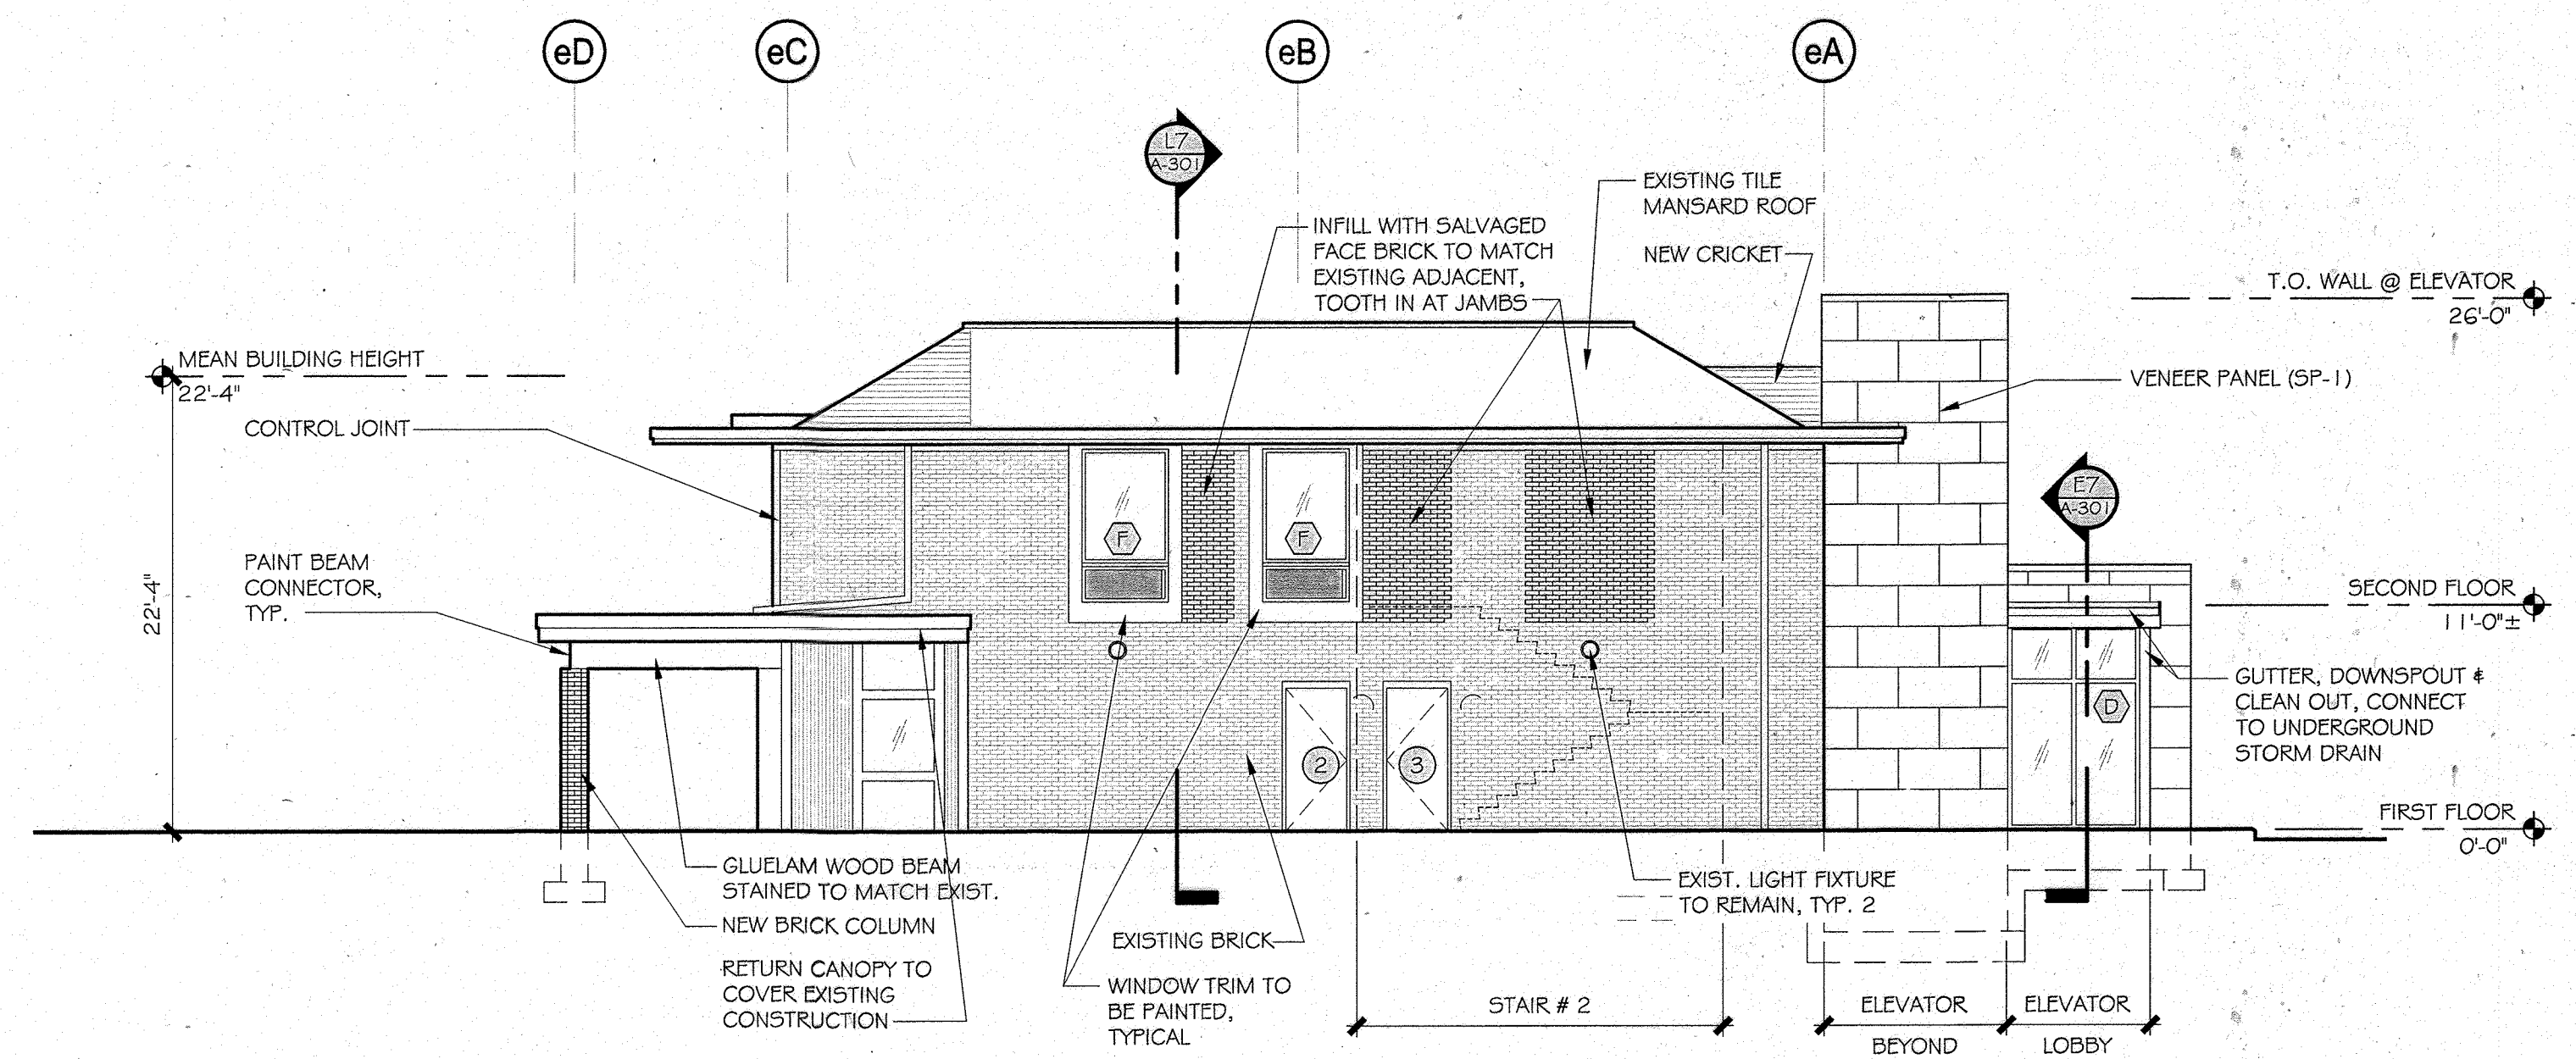 eD
eC
eB
eA
L7
A-301
EXISTING TILE
MANSARD ROOF
INFILL WITH SALVAGED
FACE BRICK TO MATCH
EXISTING ADJACENT,
TOOTH IN AT JAMBS
NEW CRICKET
T.O. WALL @ ELEVATOR
26'-0"
MEAN BUILDING HEIGHT
22'-4"
VENEER PANEL (SP-1)
CONTROL JOINT
E7
A-301
F
F
PAINT BEAM
CONNECTOR,
TYP.
22'-4"
SECOND FLOOR
11'-0"±
GUTTER, DOWNSPOUT &
CLEAN OUT, CONNECT
TO UNDERGROUND
STORM DRAIN
D
2
3
FIRST FLOOR
0'-0"
GLUELAM WOOD BEAM
STAINED TO MATCH EXIST.
NEW BRICK COLUMN
RETURN CANOPY TO
COVER EXISTING
CONSTRUCTION
EXISTING BRICK
WINDOW TRIM TO
BE PAINTED,
TYPICAL
EXIST. LIGHT FIXTURE
TO REMAIN, TYP. 2
STAIR # 2
ELEVATOR
BEYOND
ELEVATOR
LOBBY